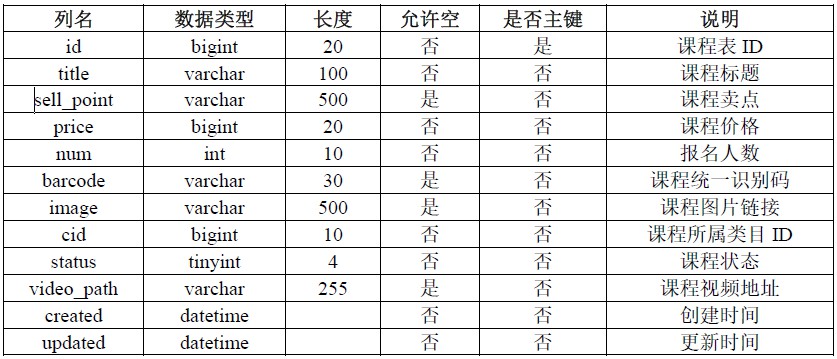 列名 数据类型 长度 允许空 是否主键 说明
id bigint 20 否 是 课程表 ID
title varchar 100 否 否 课程标题
sell_point varchar 500 是 否 课程卖点
price bigint 20 否 否 课程价格
num int 10 否 否 报名人数
barcode varchar 30 是 否 课程统一识别码
image varchar 500 是 否 课程图片链接
cid bigint 10 否 否 课程所属类目 ID
status tinyint 4 否 否 课程状态
video_path varchar 255 是 否 课程视频地址
created datetime 否 否 创建时间
updated datetime 否 否 更新时间